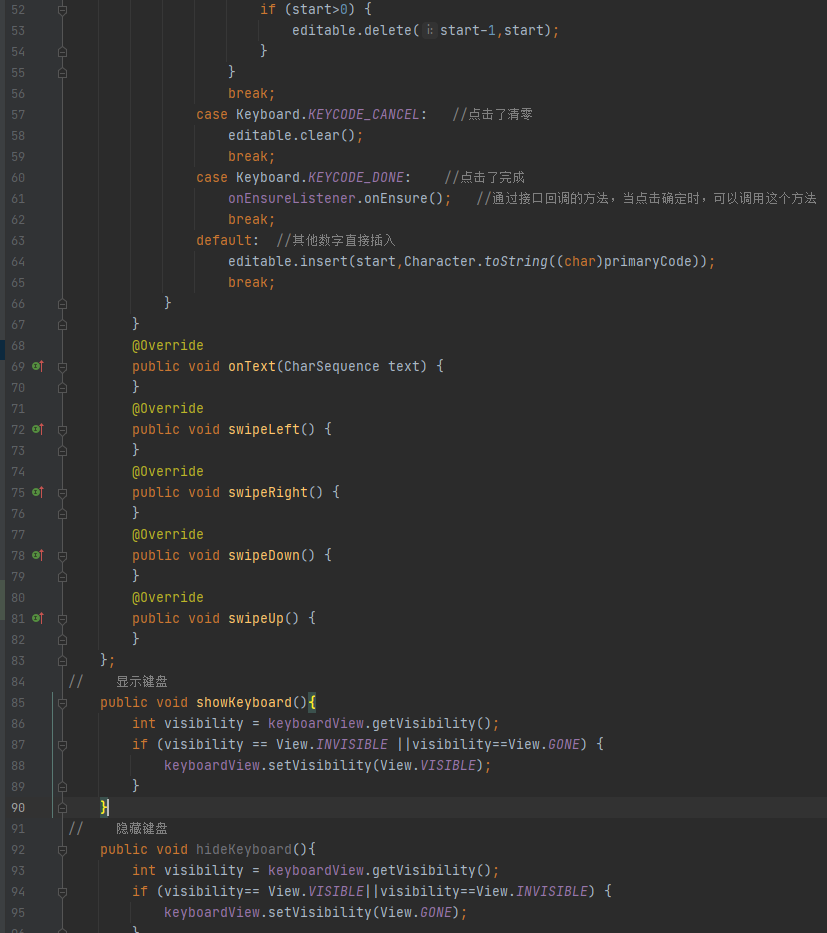 52 if (start>0) {
53 editable.delete( i: start-1,start);
54 }
55 }
56 break;
57 case Keyboard.KEYCODE_CANCEL: //点击了清零
58 editable.clear();
59 break;
60 case Keyboard.KEYCODE_DONE: //点击了完成
61 onEnsureListener.onEnsure(); //通过接口回调的方法，当点击确定时，可以调用这个方法
62 break;
63 default: //其他数字直接插入
64 editable.insert(start,Character.toString((char)primaryCode));
65 break;
66 }
67 }
68 @Override
69 public void onText(CharSequence text) {
70 }
71 @Override
72 public void swipeLeft() {
73 }
74 @Override
75 public void swipeRight() {
76 }
77 @Override
78 public void swipeDown() {
79 }
80 @Override
81 public void swipeUp() {
82 }
83 };
84 // 显示键盘
85 public void showKeyboard(){
86 int visibility = keyboardView.getVisibility();
87 if (visibility == View.INVISIBLE ||visibility==View.GONE) {
88 keyboardView.setVisibility(View.VISIBLE);
89 }
90 }
91 // 隐藏键盘
92 public void hideKeyboard(){
93 int visibility = keyboardView.getVisibility();
94 if (visibility== View.VISIBLE||visibility==View.INVISIBLE) {
95 keyboardView.setVisibility(View.GONE);